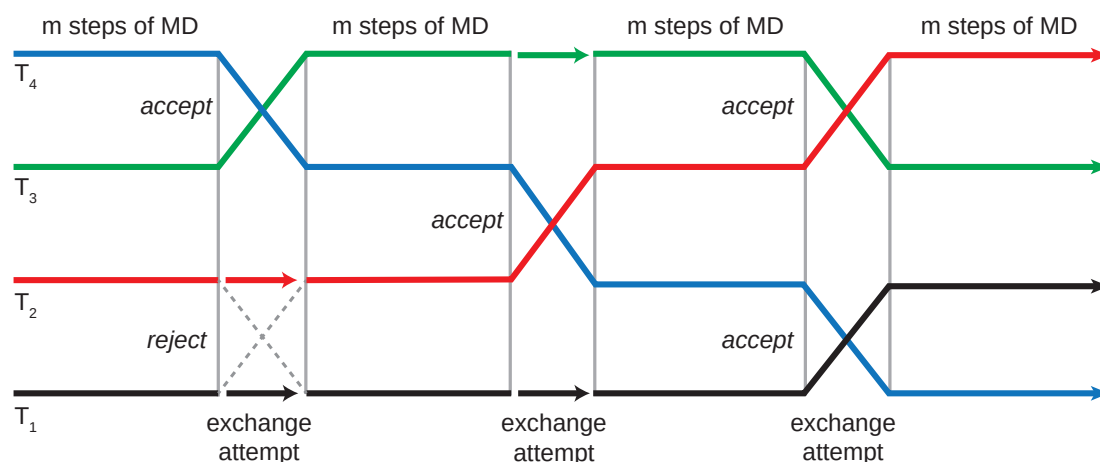 m steps of MD
m steps of MD
m steps of MD
m steps of MD
T4
accept
accept
T3
accept
T2
reject
accept
T1
exchange
attempt
exchange
attempt
exchange
attempt